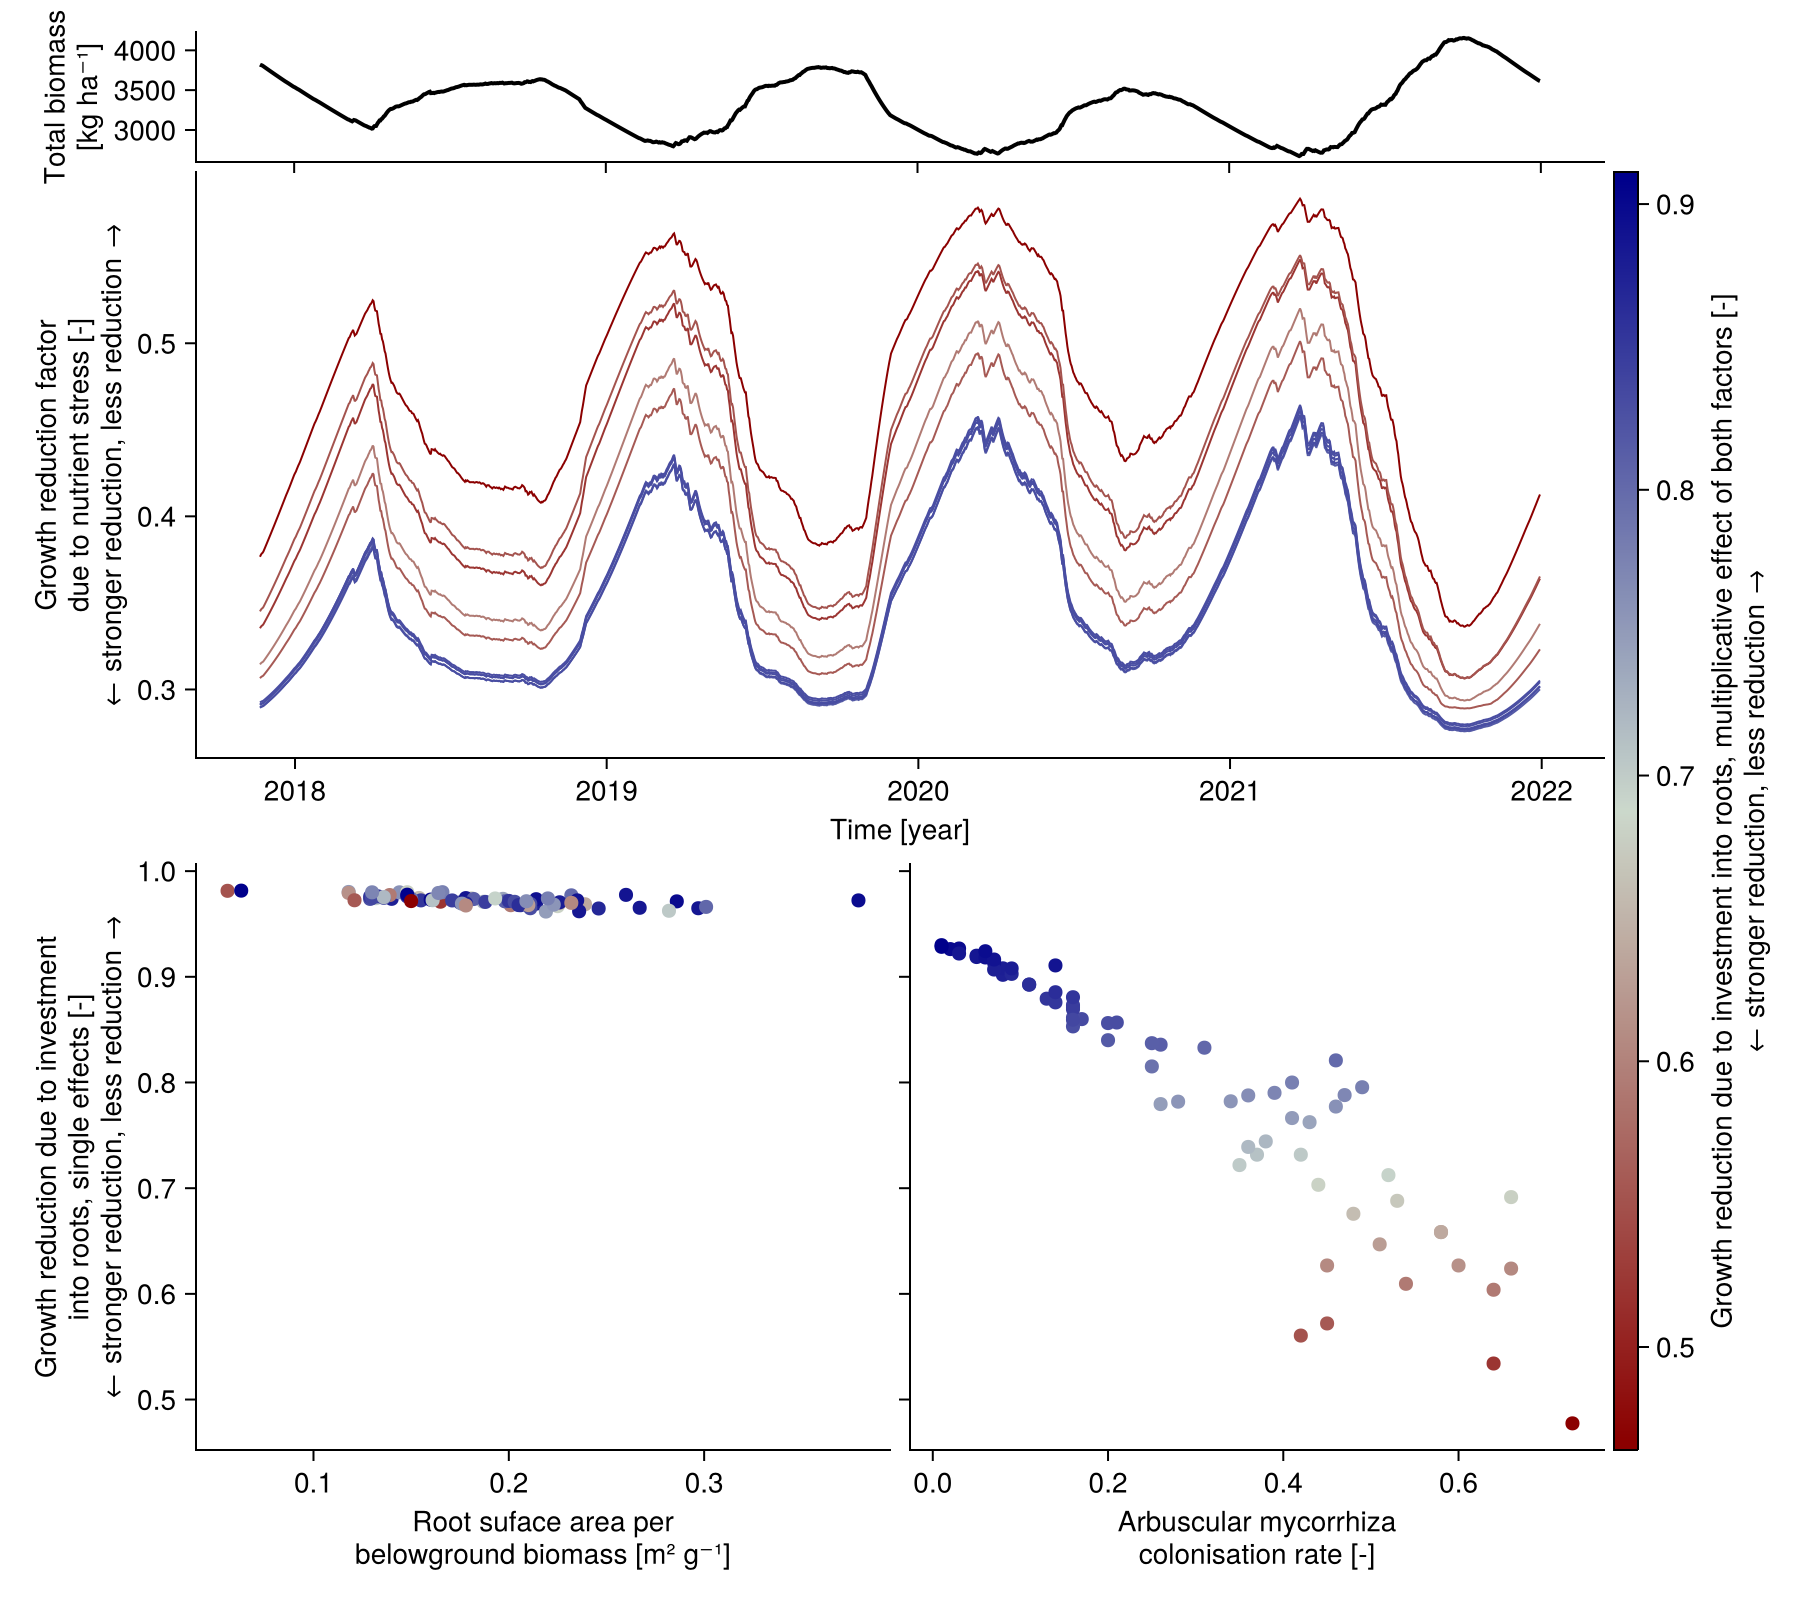 Total biomass
[kg ha⁻¹]
4000
3500
3000
Growth reduction factor
due to nutrient stress [-]
← stronger reduction, less reduction →
0.5
0.4
0.3
2018 2019 2020 2021 2022
Time [year]
Growth reduction due to investment
into roots, single effects [-]
← stronger reduction, less reduction →
1.0
0.9
0.8
0.7
0.6
0.5
0.1 0.2 0.3
Root suface area per
belowground biomass [m² g⁻¹]
0.0 0.2 0.4 0.6
Arbuscular mycorrhiza
colonisation rate [-]
0.9
0.8
0.7
0.6
0.5
Growth reduction due to investment into roots, multiplicative effect of both factors [-]
← stronger reduction, less reduction →